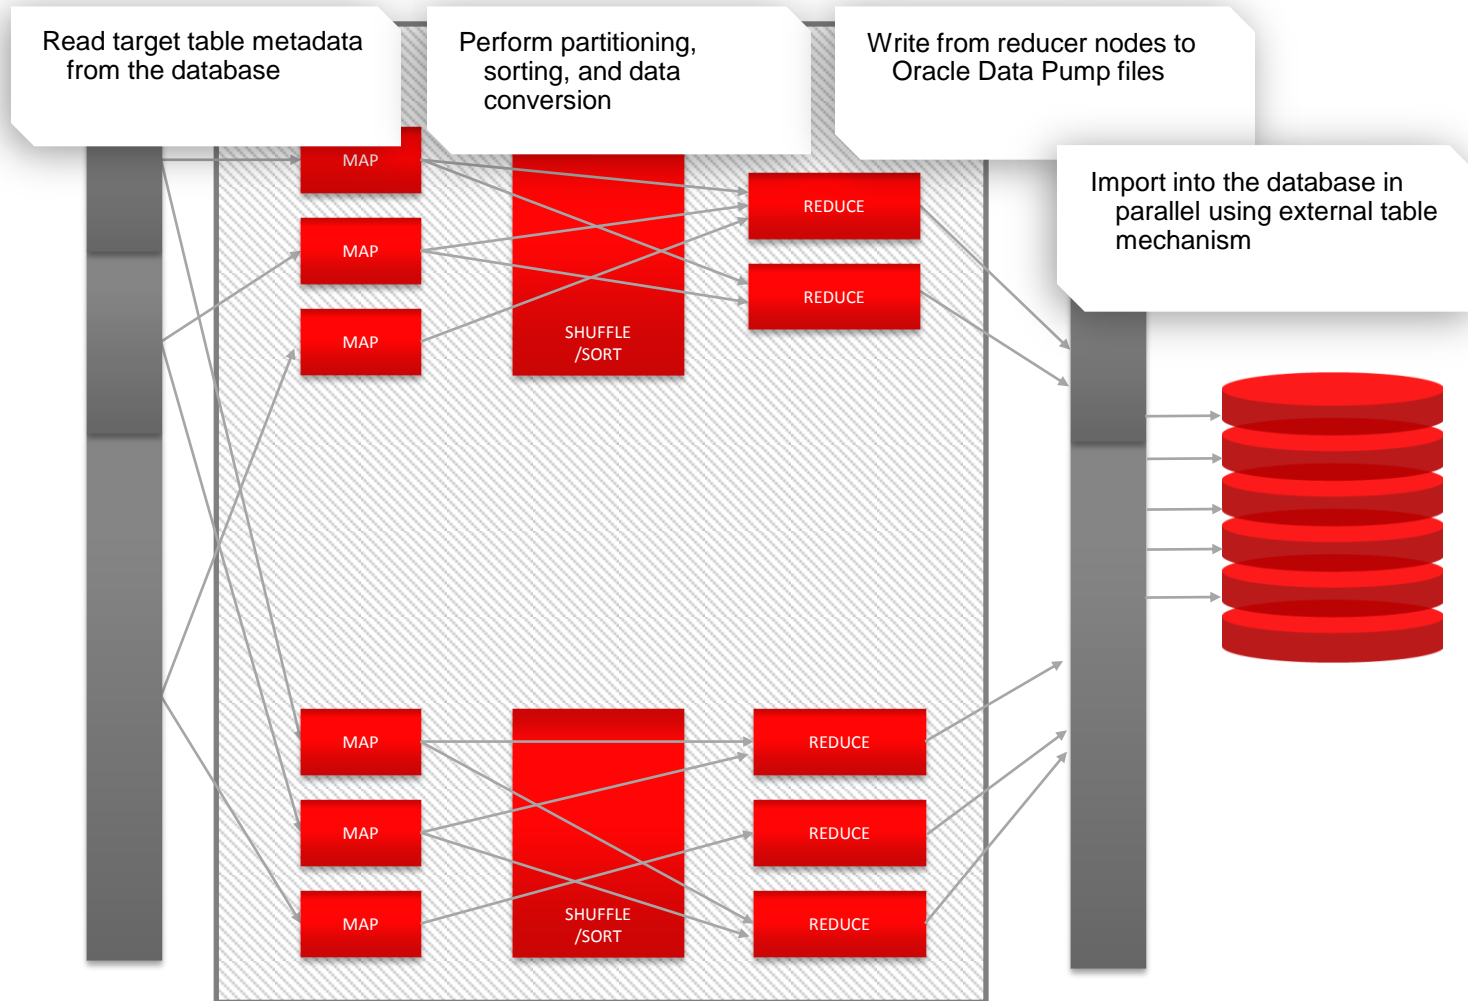 Read target table metadata
from the database
Perform partitioning,
sorting, and data
conversion
Write from reducer nodes to
Oracle Data Pump files
Import into the database in
parallel using external table
mechanism
MAP
MAP
MAP
SHUFFLE
/SORT
REDUCE
REDUCE
MAP
MAP
MAP
SHUFFLE
/SORT
REDUCE
REDUCE
REDUCE